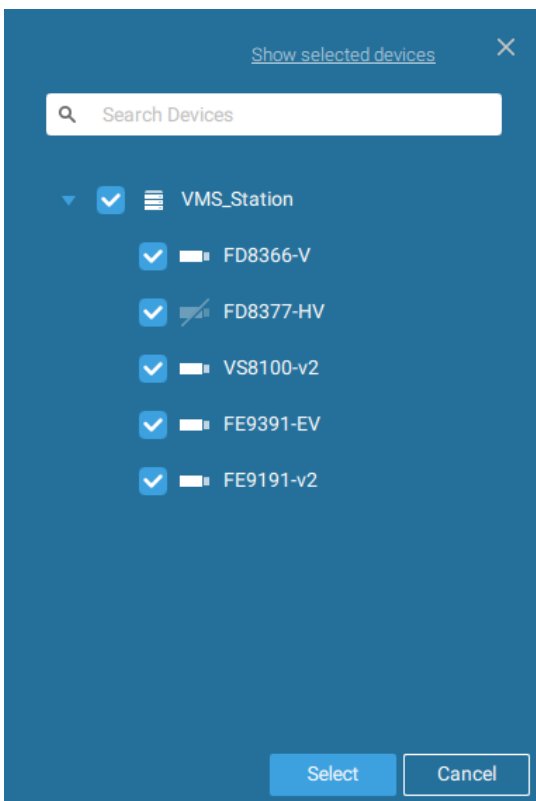 Show selected devices
Search Devices
VMS_Station
FD8366-V
FD8377-HV
VS8100-v2
FE9391-EV
FE9191-v2
Select Cancel